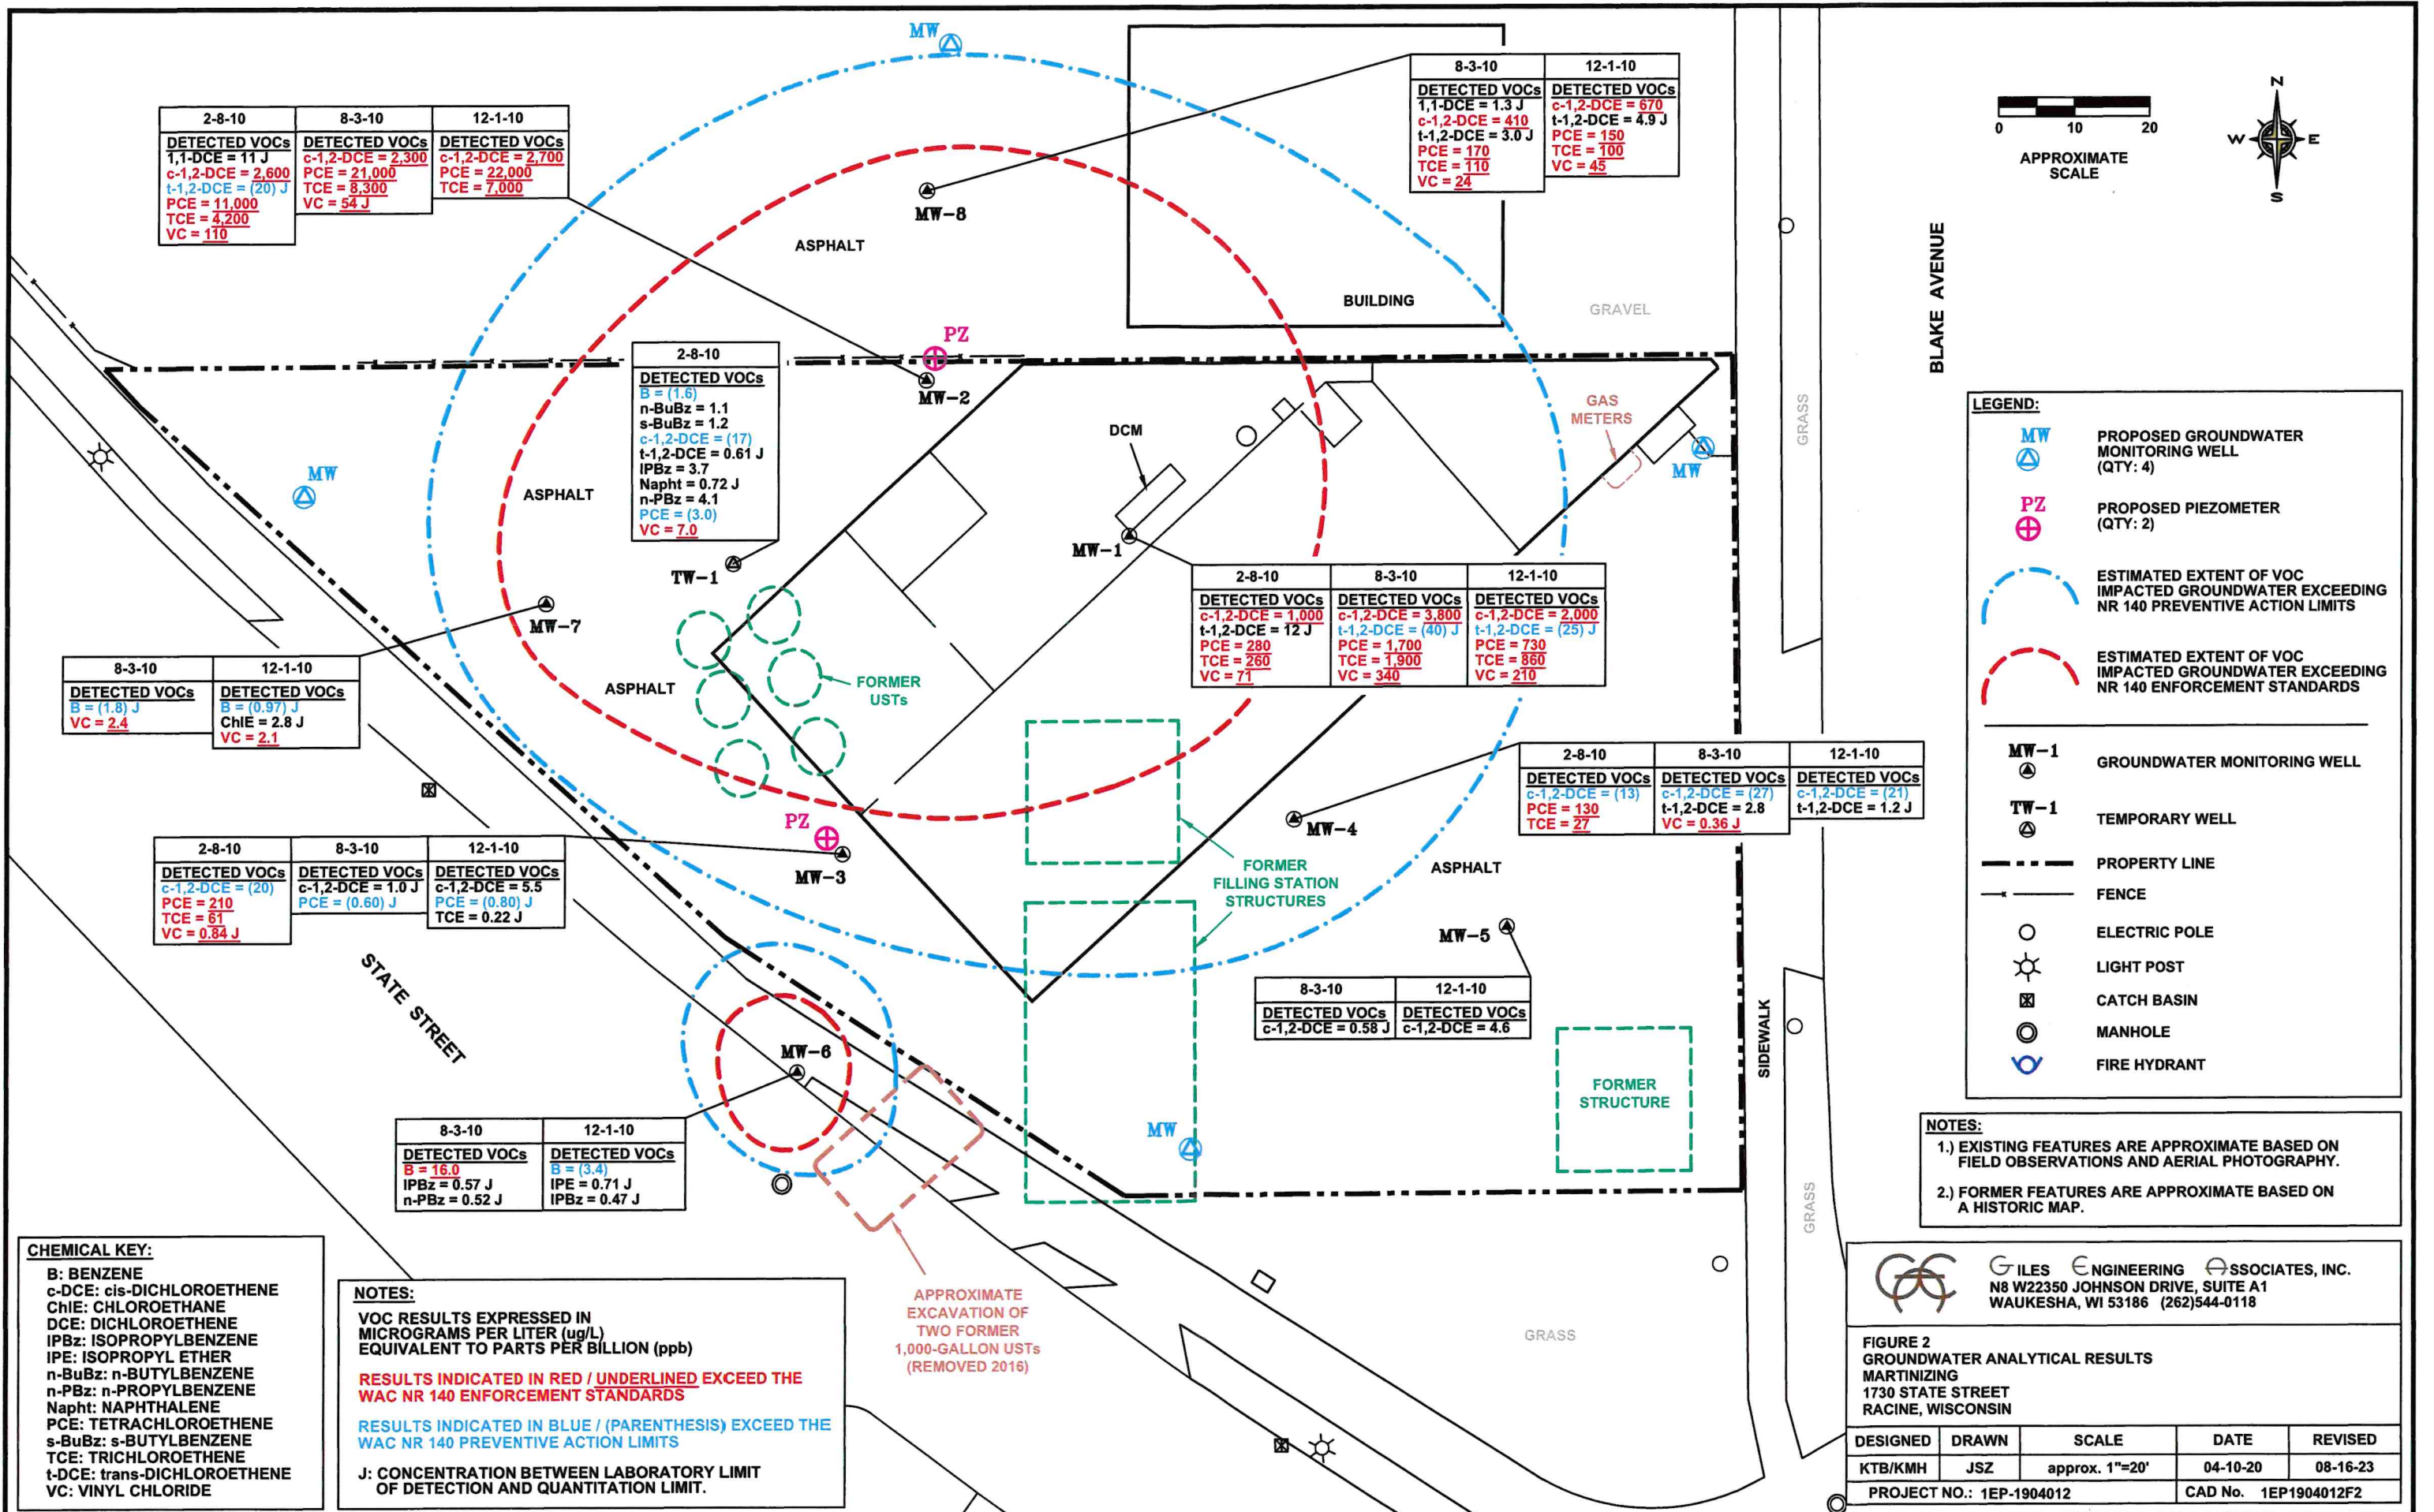 MW
8-3-10
DETECTED VOCs
1,1-DCE = 1.3 J
c-1,2-DCE = 410
t-1,2-DCE = 3.0 J
PCE = 170
TCE = 110
VC = 24
12-1-10
DETECTED VOCs
c-1,2-DCE = 670
t-1,2-DCE = 4.9 J
PCE = 150
TCE = 100
VC = 45
0 10 20
APPROXIMATE
SCALE
N
W E
S
2-8-10
DETECTED VOCs
1,1-DCE = 11 J
c-1,2-DCE = 2,600
t-1,2-DCE = (20) J
PCE = 11,000
TCE = 4,200
VC = 110
8-3-10
DETECTED VOCs
c-1,2-DCE = 2,300
PCE = 21,000
TCE = 8,300
VC = 54 J
12-1-10
DETECTED VOCs
c-1,2-DCE = 2,700
PCE = 22,000
TCE = 7,000
MW-8
ASPHALT
BUILDING
GRAVEL
BLAKE AVENUE
PZ
MW-2
2-8-10
DETECTED VOCs
B = (1.6)
n-BuBz = 1.1
s-BuBz = 1.2
c-1,2-DCE = (17)
t-1,2-DCE = 0.61 J
IPBz = 3.7
Napht = 0.72 J
n-PBz = 4.1
PCE = (3.0)
VC = 7.0
GAS
METERS
GRASS
DCM
MW
MW
ASPHALT
MW-1
TW-1
MW-7
2-8-10
DETECTED VOCs
c-1,2-DCE = 1,000
t-1,2-DCE = 12 J
PCE = 280
TCE = 260
VC = 71
8-3-10
DETECTED VOCs
c-1,2-DCE = 3,800
t-1,2-DCE = (40) J
PCE = 1,700
TCE = 1,900
VC = 340
12-1-10
DETECTED VOCs
c-1,2-DCE = 2,000
t-1,2-DCE = (25) J
PCE = 730
TCE = 860
VC = 210
8-3-10
DETECTED VOCs
B = (1.8) J
VC = 2.4
12-1-10
DETECTED VOCs
B = (0.97) J
ChlE = 2.8 J
VC = 2.1
ASPHALT
FORMER
USTs
2-8-10
DETECTED VOCs
c-1,2-DCE = (13)
PCE = 130
TCE = 27
8-3-10
DETECTED VOCs
c-1,2-DCE = (27)
t-1,2-DCE = 2.8
VC = 0.36 J
12-1-10
DETECTED VOCs
c-1,2-DCE = (21)
t-1,2-DCE = 1.2 J
PZ
MW-3
MW-4
ASPHALT
2-8-10
DETECTED VOCs
c-1,2-DCE = (20)
PCE = 210
TCE = 61
VC = 0.84 J
8-3-10
DETECTED VOCs
c-1,2-DCE = 1.0 J
PCE = (0.60) J
12-1-10
DETECTED VOCs
c-1,2-DCE = 5.5
PCE = (0.80) J
TCE = 0.22 J
FORMER
FILLING STATION
STRUCTURES
MW-5
8-3-10
DETECTED VOCs
c-1,2-DCE = 0.58 J
12-1-10
DETECTED VOCs
c-1,2-DCE = 4.6
STATE STREET
SIDEWALK
MW-6
FORMER
STRUCTURE
8-3-10
DETECTED VOCs
B = 16.0
IPBz = 0.57 J
n-PBz = 0.52 J
12-1-10
DETECTED VOCs
B = (3.4)
IPE = 0.71 J
IPBz = 0.47 J
MW
GRASS
APPROXIMATE
EXCAVATION OF
TWO FORMER
1,000-GALLON USTs
(REMOVED 2016)
GRASS
LEGEND:
MW
PROPOSED GROUNDWATER
MONITORING WELL
(QTY: 4)
PZ
PROPOSED PIEZOMETER
(QTY: 2)
ESTIMATED EXTENT OF VOC
IMPACTED GROUNDWATER EXCEEDING
NR 140 PREVENTIVE ACTION LIMITS
ESTIMATED EXTENT OF VOC
IMPACTED GROUNDWATER EXCEEDING
NR 140 ENFORCEMENT STANDARDS
MW-1
GROUNDWATER MONITORING WELL
TW-1
TEMPORARY WELL
PROPERTY LINE
FENCE
ELECTRIC POLE
LIGHT POST
CATCH BASIN
MANHOLE
FIRE HYDRANT
NOTES:
1.) EXISTING FEATURES ARE APPROXIMATE BASED ON
FIELD OBSERVATIONS AND AERIAL PHOTOGRAPHY.
2.) FORMER FEATURES ARE APPROXIMATE BASED ON
A HISTORIC MAP.
CHEMICAL KEY:
B: BENZENE
c-DCE: cis-DICHLOROETHENE
ChlE: CHLOROETHANE
DCE: DICHLOROETHENE
IPBz: ISOPROPYLBENZENE
IPE: ISOPROPYL ETHER
n-BuBz: n-BUTYLBENZENE
n-PBz: n-PROPYLBENZENE
Napht: NAPHTHALENE
PCE: TETRACHLOROETHENE
s-BuBz: s-BUTYLBENZENE
TCE: TRICHLOROETHENE
t-DCE: trans-DICHLOROETHENE
VC: VINYL CHLORIDE
NOTES:
VOC RESULTS EXPRESSED IN
MICROGRAMS PER LITER (ug/L)
EQUIVALENT TO PARTS PER BILLION (ppb)
RESULTS INDICATED IN RED / UNDERLINED EXCEED THE
WAC NR 140 ENFORCEMENT STANDARDS
RESULTS INDICATED IN BLUE / (PARENTHESIS) EXCEED THE
WAC NR 140 PREVENTIVE ACTION LIMITS
J: CONCENTRATION BETWEEN LABORATORY LIMIT
OF DETECTION AND QUANTITATION LIMIT.
GILES ENGINEERING ASSOCIATES, INC.
N8 W22350 JOHNSON DRIVE, SUITE A1
WAUKESHA, WI 53186 (262)544-0118
FIGURE 2
GROUNDWATER ANALYTICAL RESULTS
MARTINIZING
1730 STATE STREET
RACINE, WISCONSIN
DESIGNED DRAWN SCALE DATE REVISED
KTB/KMH JSZ approx. 1"=20' 04-10-20 08-16-23
PROJECT NO.: 1EP-1904012 CAD No. 1EP1904012F2